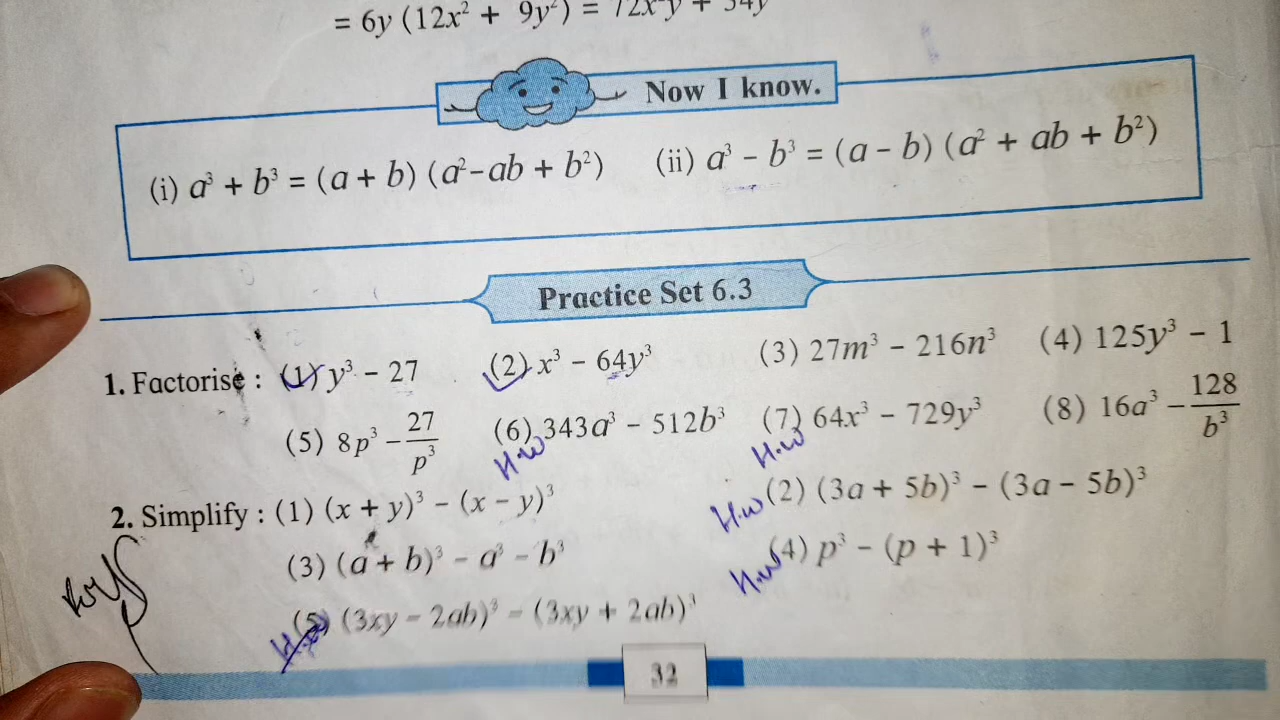 = 6y (12x² + 9y²) = 72x²y + 54y
Now I know.
(i) a³ + b³ = (a + b) (a² - ab + b²) (ii) a³ - b³ = (a - b) (a² + ab + b²)
Practice Set 6.3
1. Factorise : (1) y³ - 27 (2) x³ - 64y³ (3) 27m³ - 216n³ (4) 125y³ - 1
(5) 8p³ - 27/p³ (6) 343a³ - 512b³ (7) 64x³ - 729y³ (8) 16a³ - 128/b³
H.W H.W
2. Simplify : (1) (x + y)³ - (x - y)³ H.W (2) (3a + 5b)³ - (3a - 5b)³
(3) (a + b)³ - a³ - b³ H.W (4) p³ - (p + 1)³
(5) (3xy - 2ab)³ - (3xy + 2ab)³
32